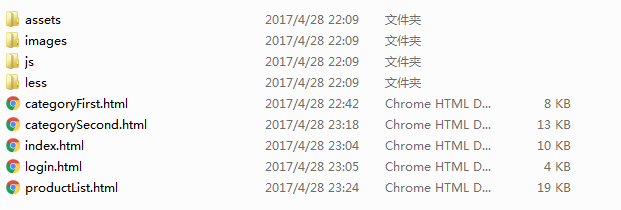 assets 2017/4/28 22:09 文件夹
images 2017/4/28 22:09 文件夹
js 2017/4/28 22:09 文件夹
less 2017/4/28 22:09 文件夹
categoryFirst.html 2017/4/28 22:42 Chrome HTML D... 8 KB
categorySecond.html 2017/4/28 23:18 Chrome HTML D... 13 KB
index.html 2017/4/28 23:04 Chrome HTML D... 10 KB
login.html 2017/4/28 23:05 Chrome HTML D... 4 KB
productList.html 2017/4/28 23:24 Chrome HTML D... 19 KB